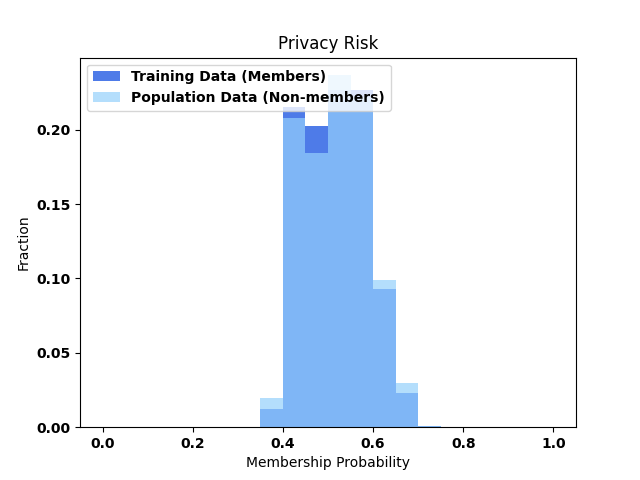 Privacy Risk
Training Data (Members)
Population Data (Non-members)
Fraction
0.20
0.15
0.10
0.05
0.00
0.0 0.2 0.4 0.6 0.8 1.0
Membership Probability